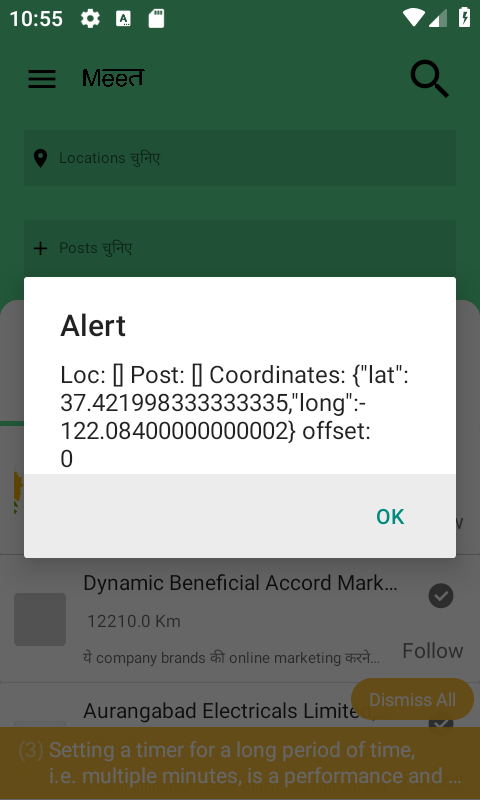 10:55
Meeत
Locations चुनिए
Posts चुनिए
Alert
Loc: [] Post: [] Coordinates: {"lat":
37.421998333333335,"long":-
122.08400000000002} offset:
0
OK
Dynamic Beneficial Accord Mark...
12210.0 Km
ये company brands की online marketing करने...
Follow
Aurangabad Electricals Limite
Dismiss All
(3) Setting a timer for a long period of time,
i.e. multiple minutes, is a performance and ...